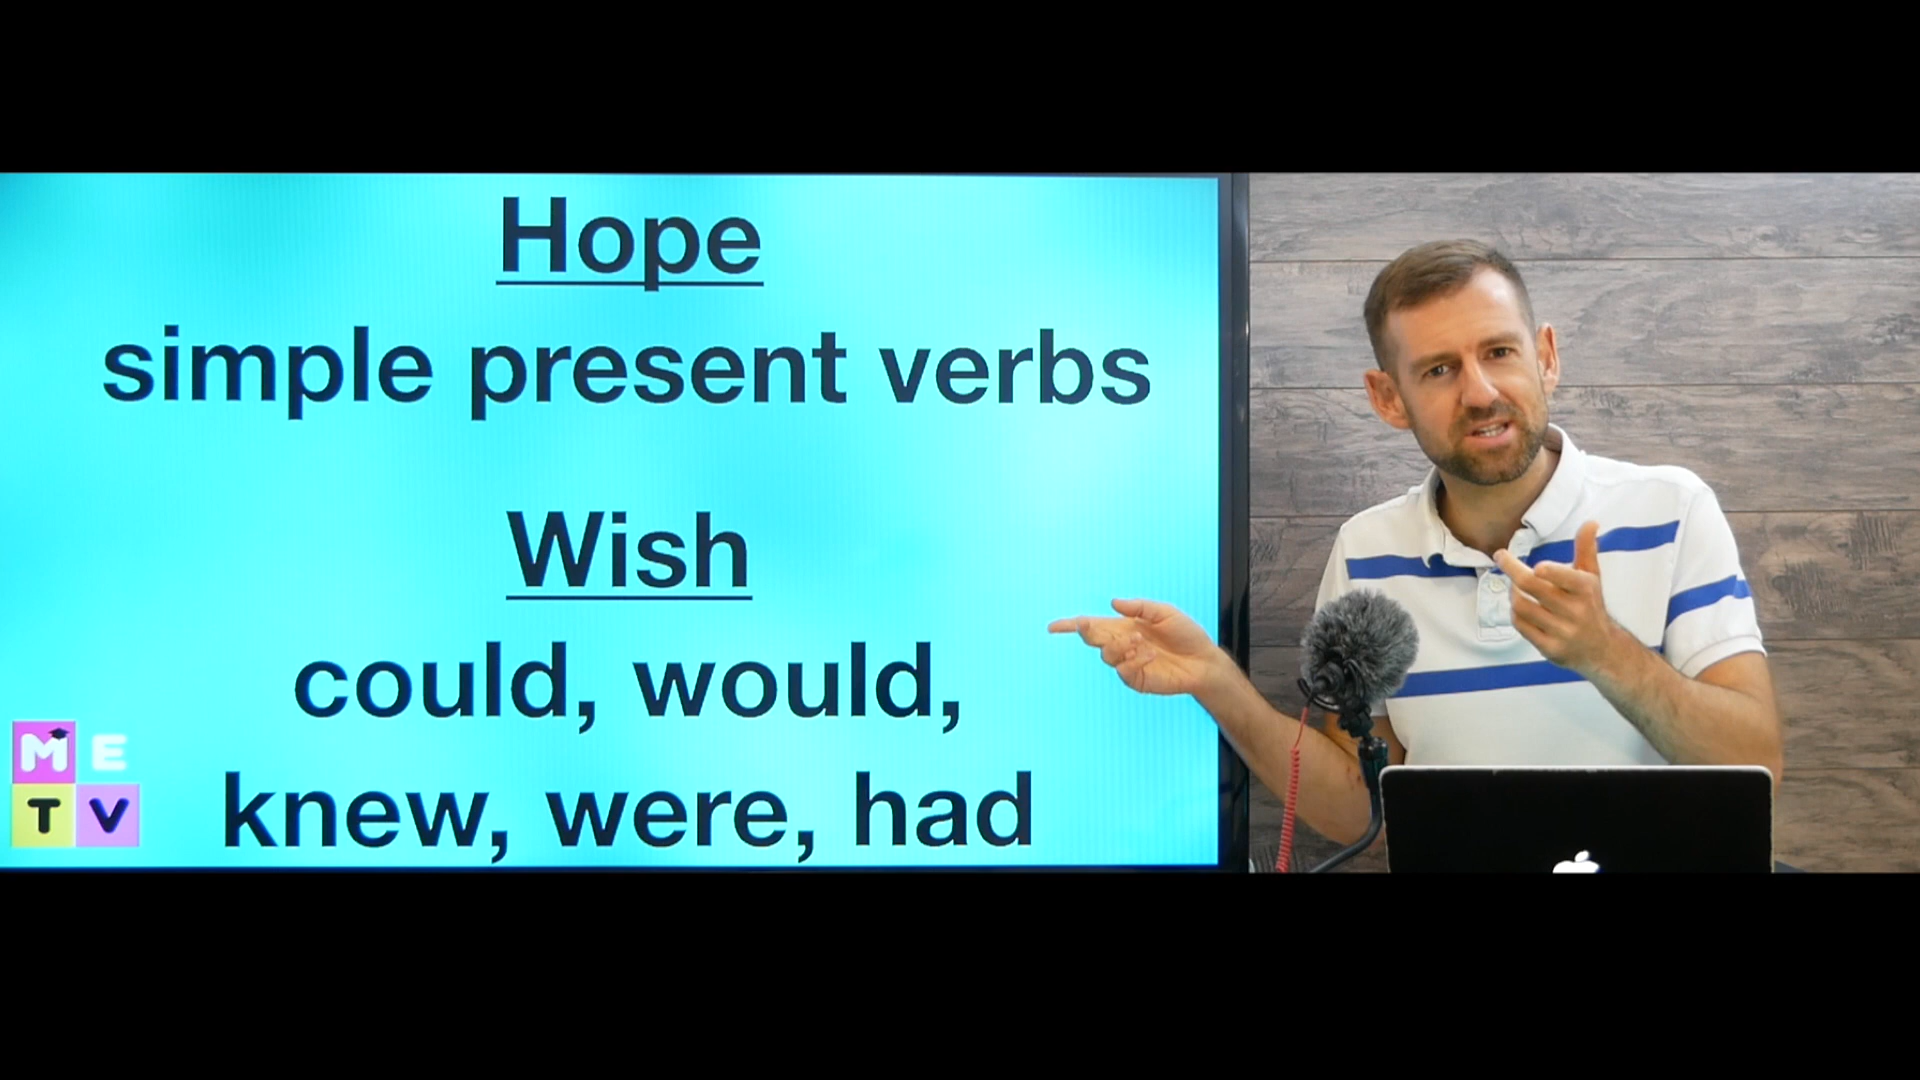 Hope
simple present verbs
Wish
could, would,
knew, were, had
M E
T V